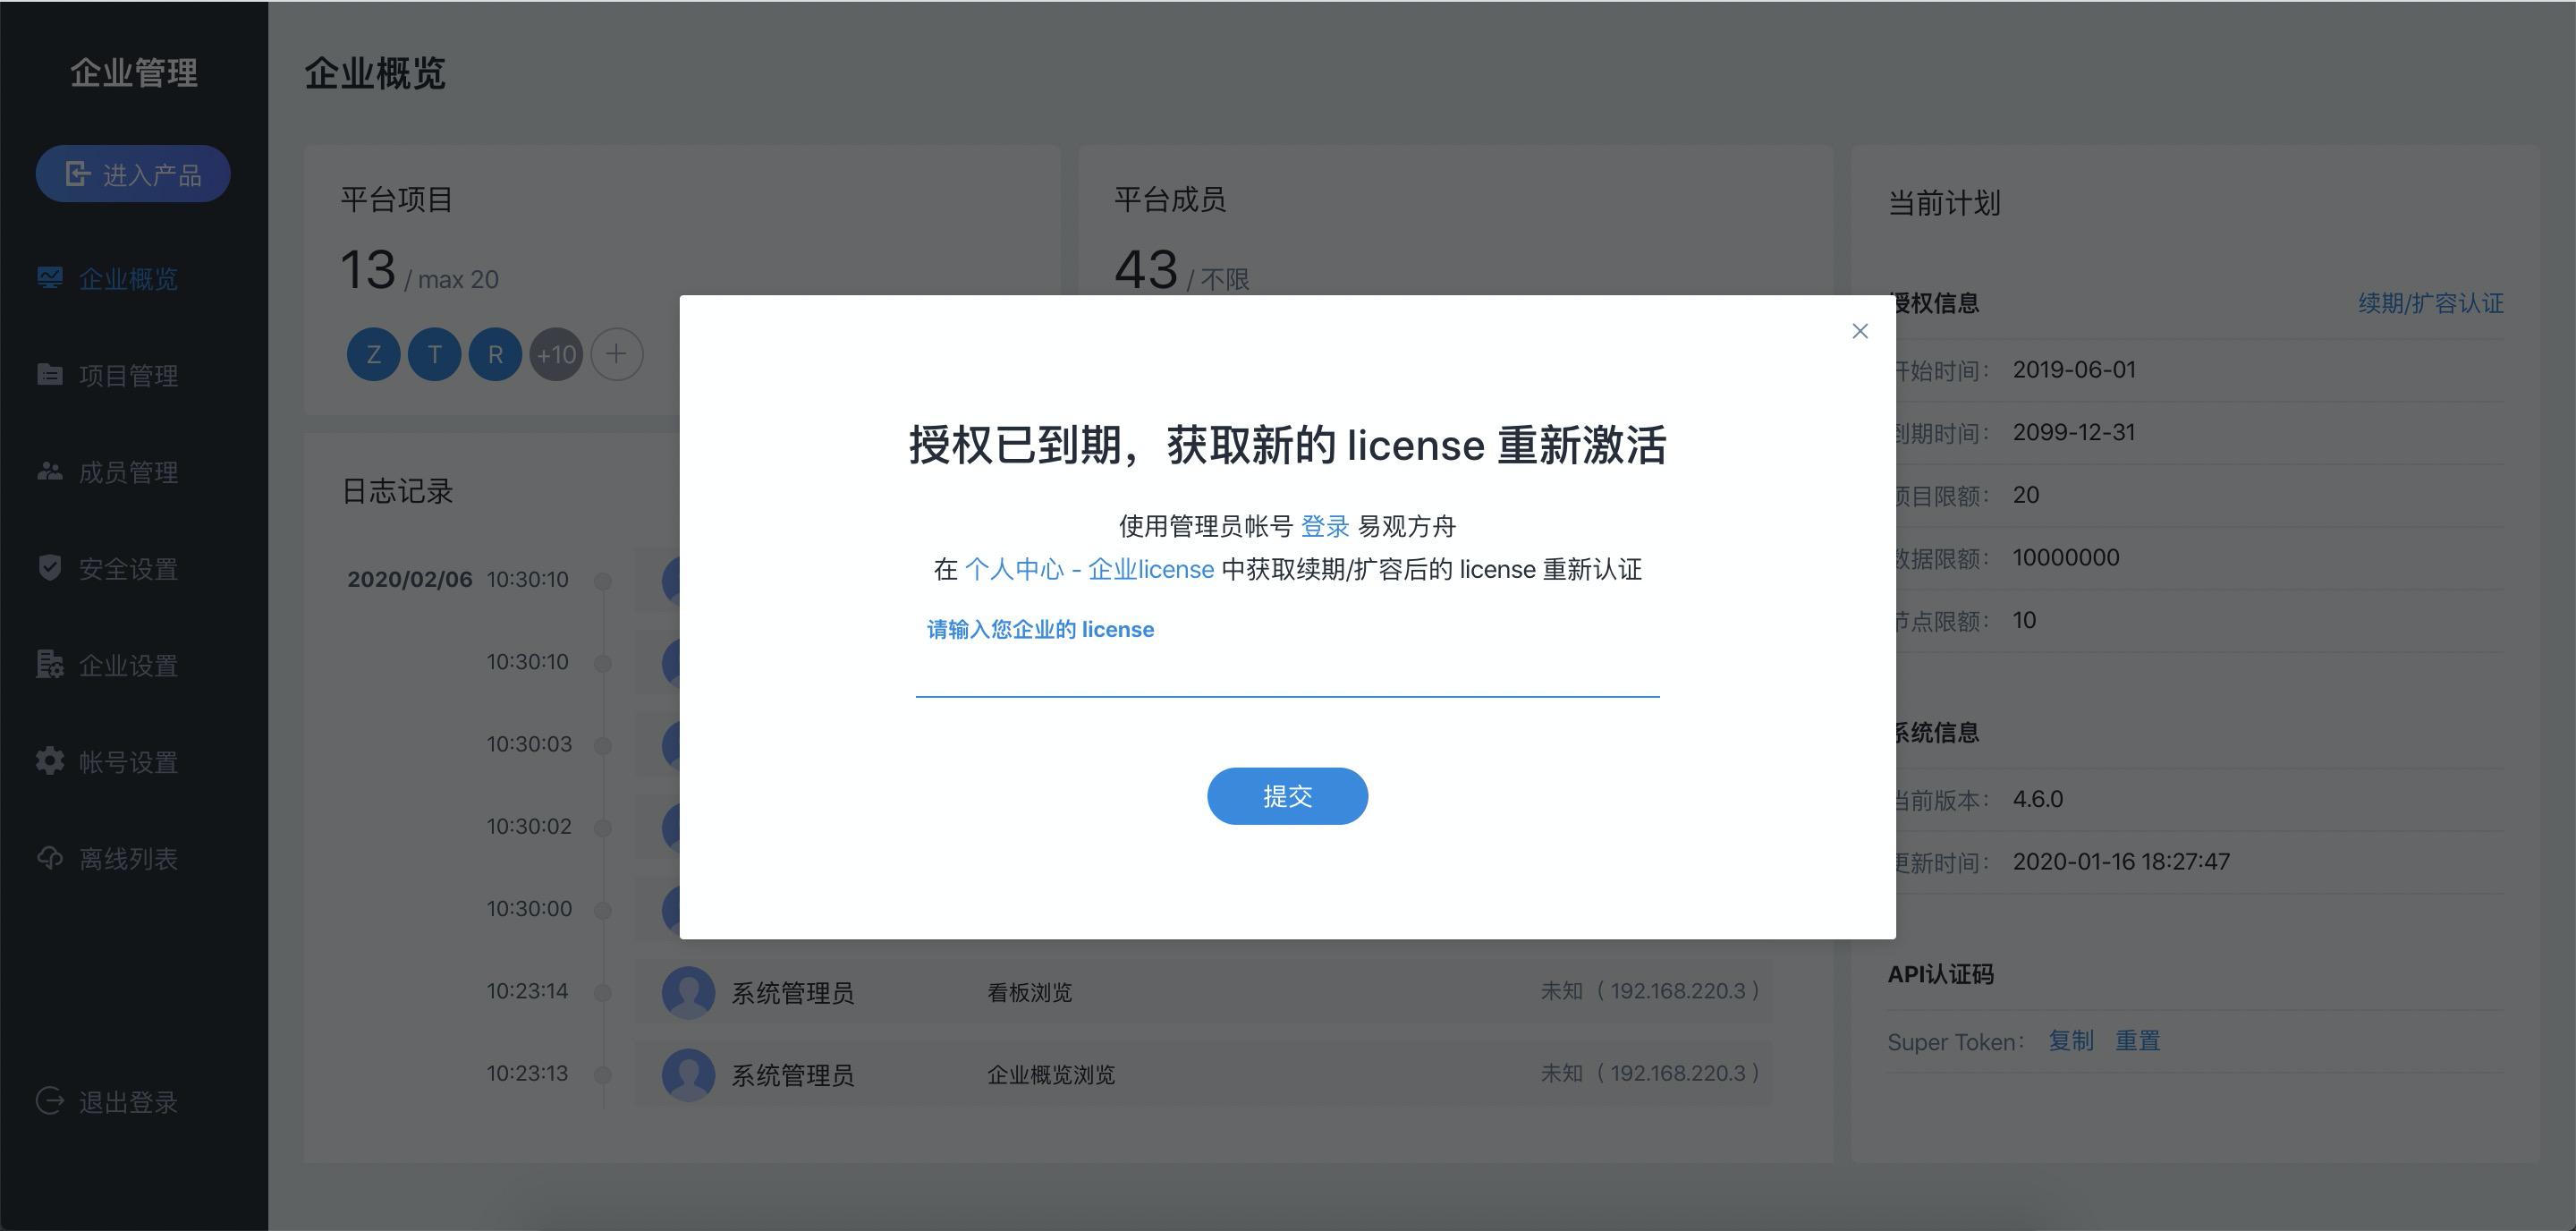 企业管理
进入产品
企业概览
项目管理
成员管理
安全设置
企业设置
帐号设置
离线列表
退出登录
企业概览
平台项目
13 / max 20
Z T R +10
平台成员
43 / 不限
当前计划
授权信息 续期/扩容认证
开始时间： 2019-06-01
到期时间： 2099-12-31
项目限额： 20
数据限额： 10000000
节点限额： 10
系统信息
当前版本： 4.6.0
更新时间： 2020-01-16 18:27:47
API认证码
Super Token： 复制 重置
授权已到期，获取新的 license 重新激活
使用管理员帐号 登录 易观方舟
在 个人中心 - 企业license 中获取续期/扩容后的 license 重新认证
请输入您企业的 license
提交
日志记录
2020/02/06 10:30:10
10:30:10
10:30:03
10:30:02
10:30:00
10:23:14 系统管理员 看板浏览 未知（ 192.168.220.3 ）
10:23:13 系统管理员 企业概览浏览 未知（ 192.168.220.3 ）